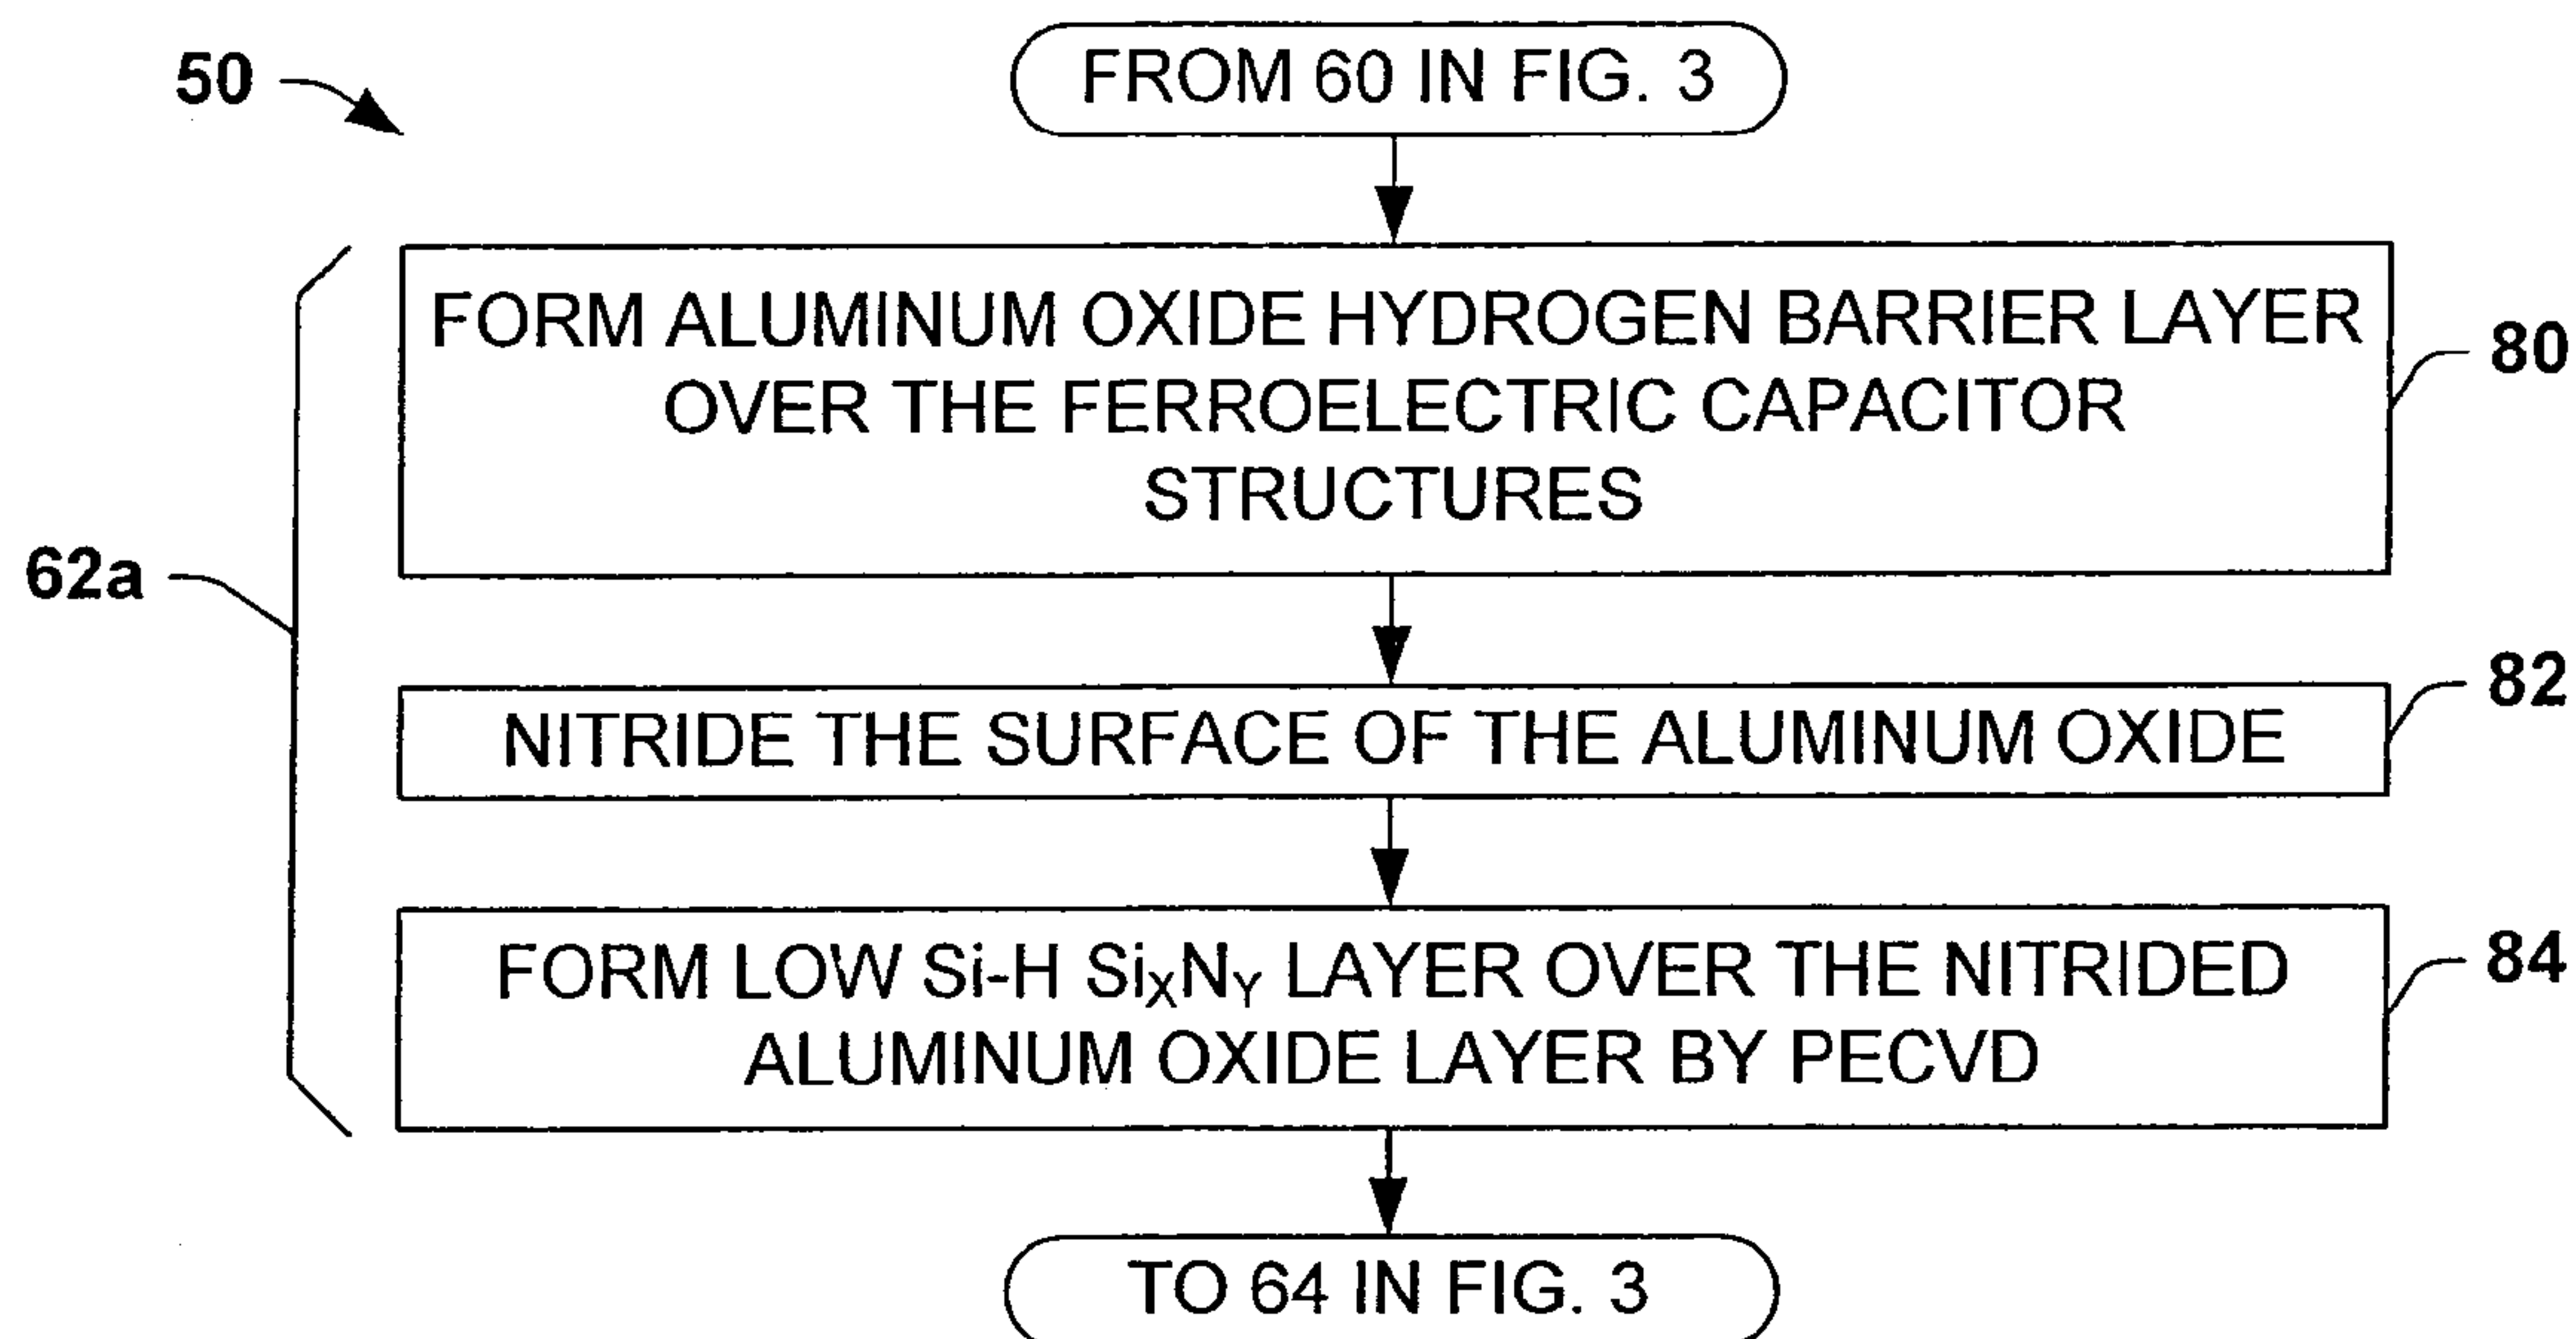 50
FROM 60 IN FIG. 3
FORM ALUMINUM OXIDE HYDROGEN BARRIER LAYER
OVER THE FERROELECTRIC CAPACITOR
STRUCTURES
80
62a
NITRIDE THE SURFACE OF THE ALUMINUM OXIDE
82
FORM LOW Si-H SiXNY LAYER OVER THE NITRIDED
ALUMINUM OXIDE LAYER BY PECVD
84
TO 64 IN FIG. 3